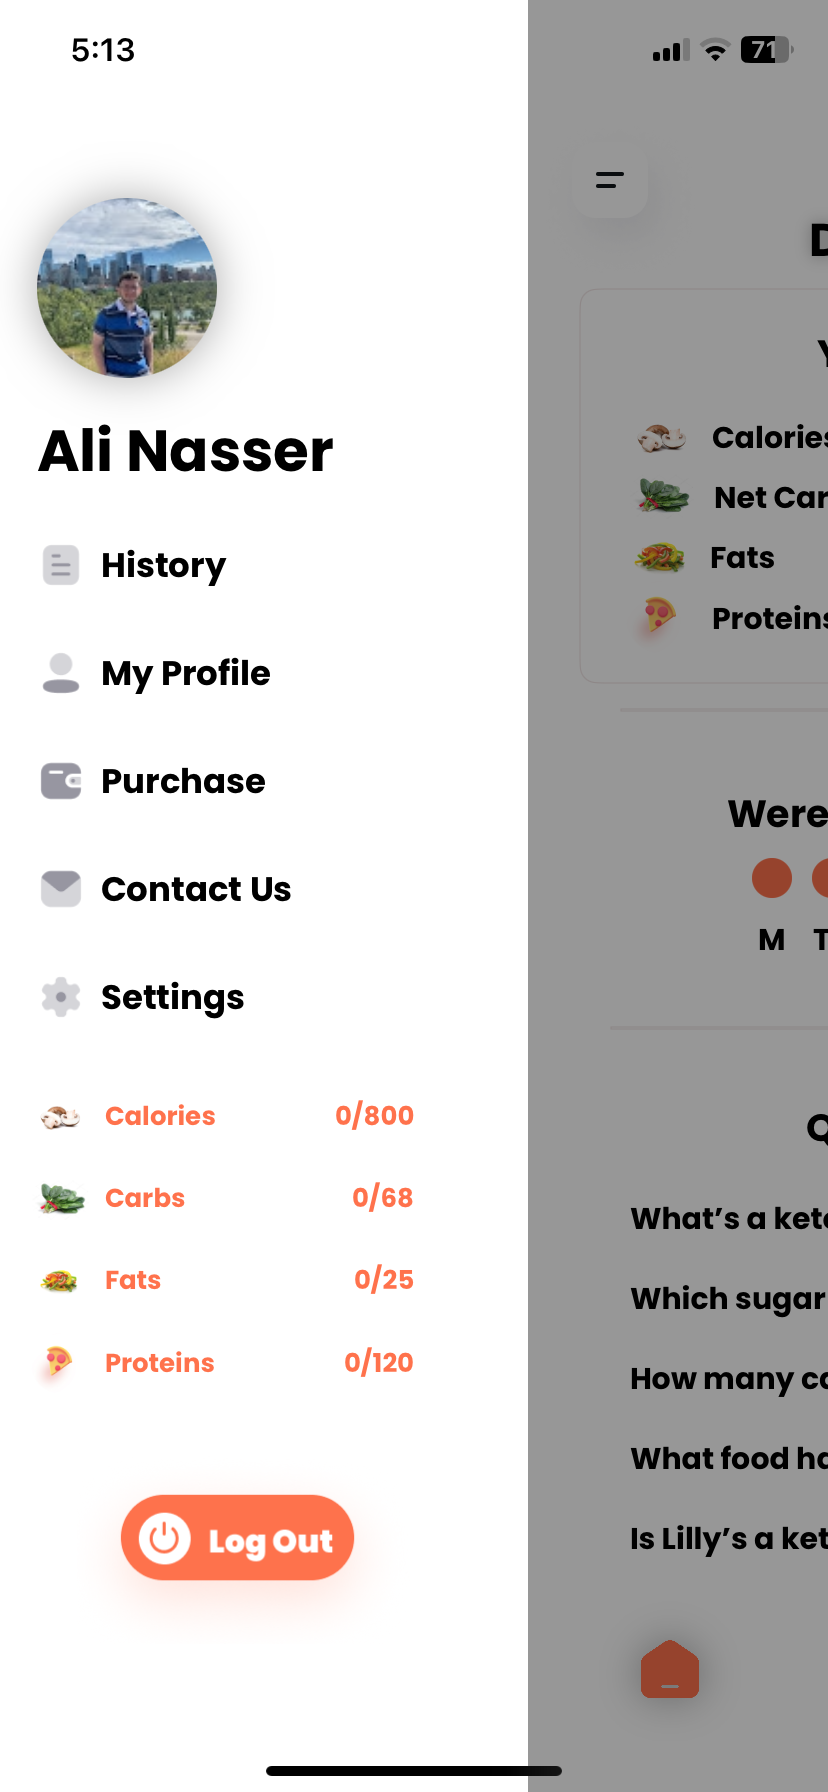 5:13
71
Ali Nasser
History
My Profile
Purchase
Contact Us
Settings
Calories 0/800
Carbs 0/68
Fats 0/25
Proteins 0/120
Log Out
D
Y
Calories
Net Car
Fats
Proteins
Were
M T
Q
What’s a keto
Which sugar
How many ca
What food ha
Is Lilly’s a ket